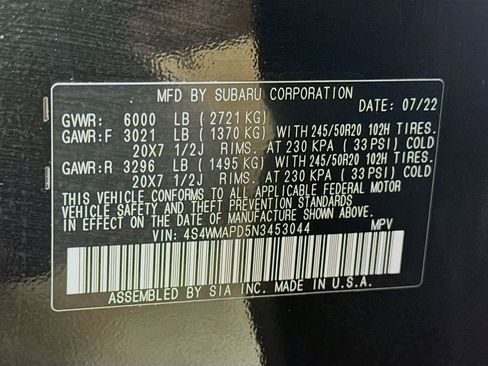 MFD BY SUBARU CORPORATION
DATE: 07/22
GVWR: 6000 LB ( 2721 KG)
GAWR:F 3021 LB ( 1370 KG) WITH 245/50R20 102H TIRES.
20X7 1/2J RIMS. AT 230 KPA ( 33 PSI) COLD
GAWR:R 3296 LB ( 1495 KG) WITH 245/50R20 102H TIRES.
20X7 1/2J RIMS. AT 230 KPA ( 33 PSI) COLD
THIS VEHICLE CONFORMS TO ALL APPLICABLE FEDERAL MOTOR
VEHICLE SAFETY AND THEFT PREVENTION STANDARDS
IN EFFECT ON THE DATE OF MANUFACTURE SHOWN ABOVE.
VIN: 4S4WMAPD5N3453044 MPV
ASSEMBLED BY SIA INC. MADE IN U.S.A.